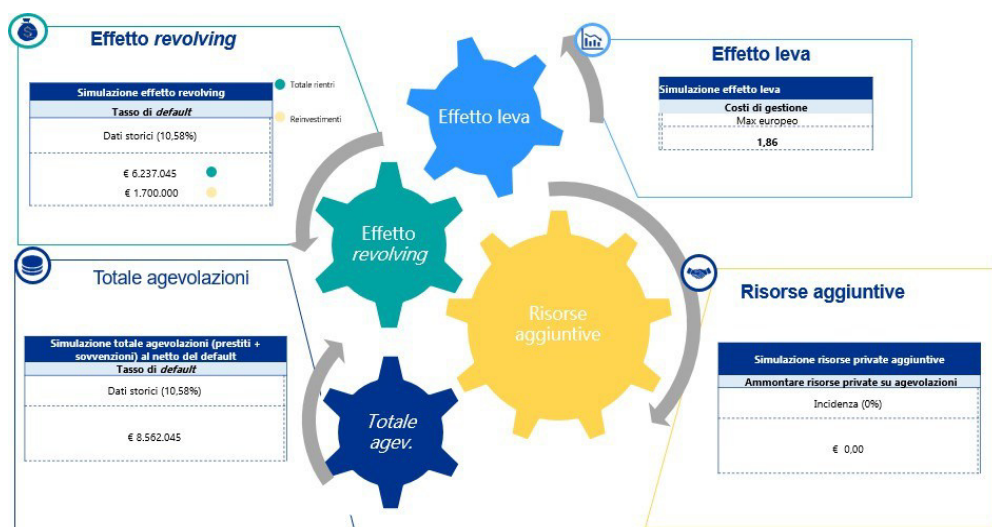 Effetto revolving
Simulazione effetto revolving
Tasso di default
Dati storici (10,58%)
€ 6.237.045
€ 1.700.000
Totale rientri
Reinvestimenti
Effetto leva
Effetto leva
Simulazione effetto leva
Costi di gestione
Max europeo
1,86
Effetto
revolving
Totale agevolazioni
Simulazione totale agevolazioni (prestiti +
sovvenzioni) al netto del default
Tasso di default
Dati storici (10,58%)
€ 8.562.045
Totale
agev.
Risorse
aggiuntive
Risorse aggiuntive
Simulazione risorse private aggiuntive
Ammontare risorse private su agevolazioni
Incidenza (0%)
€ 0,00